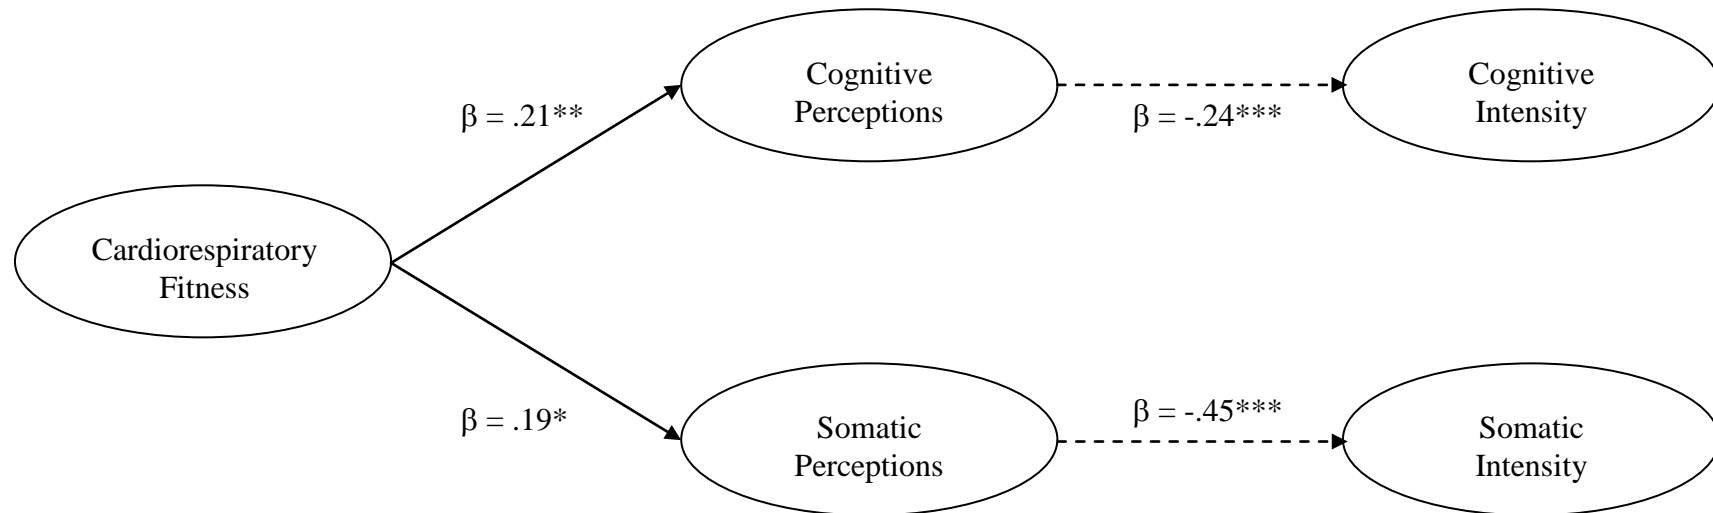 Cognitive
Perceptions
Cognitive
Intensity
β = .21**
β = -.24***
Cardiorespiratory
Fitness
β = .19*
β = -.45***
Somatic
Perceptions
Somatic
Intensity